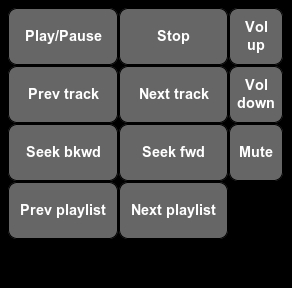 Play/Pause
Stop
Vol
up
Prev track
Next track
Vol
down
Seek bkwd
Seek fwd
Mute
Prev playlist
Next playlist